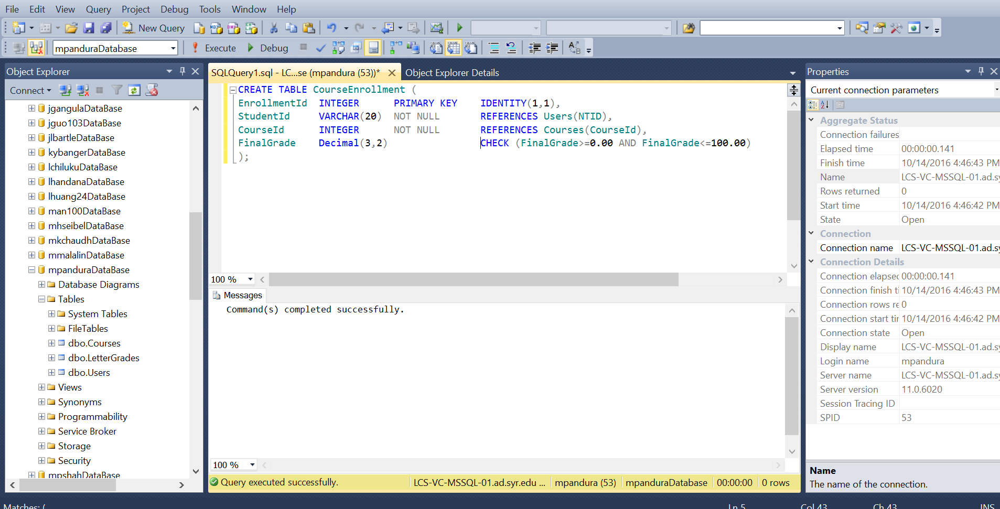 File Edit View Query Project Debug Tools Window Help
New Query
mpanduraDatabase Execute Debug
Object Explorer
Connect
jgangulaDataBase
jguo103DataBase
jlbartleDataBase
kybangerDataBase
lchilukuDataBase
lhandanaDataBase
lhuang24DataBase
man100DataBase
mhseibelDataBase
mkchaudhDataBase
mmalalinDataBase
mpanduraDataBase
Database Diagrams
Tables
System Tables
FileTables
dbo.Courses
dbo.LetterGrades
dbo.Users
Views
Synonyms
Programmability
Service Broker
Storage
Security
mpshahDataBase
SQLQuery1.sql - LC...se (mpandura (53))* Object Explorer Details
CREATE TABLE CourseEnrollment (
EnrollmentId INTEGER PRIMARY KEY IDENTITY(1,1),
StudentId VARCHAR(20) NOT NULL REFERENCES Users(NTID),
CourseId INTEGER NOT NULL REFERENCES Courses(CourseId),
FinalGrade Decimal(3,2) CHECK (FinalGrade>=0.00 AND FinalGrade<=100.00)
);
100 %
Messages
Command(s) completed successfully.
100 %
Query executed successfully. LCS-VC-MSSQL-01.ad.syr.edu ... mpandura (53) mpanduraDatabase 00:00:00 0 rows
Properties
Current connection parameters
Aggregate Status
Connection failures
Elapsed time 00:00:00.141
Finish time 10/14/2016 4:46:43 PM
Name LCS-VC-MSSQL-01.ad.sy
Rows returned 0
Start time 10/14/2016 4:46:42 PM
State Open
Connection
Connection name LCS-VC-MSSQL-01.ad.sy
Connection Details
Connection elapsed 00:00:00.141
Connection finish ti 10/14/2016 4:46:43 PM
Connection rows re 0
Connection start tir 10/14/2016 4:46:42 PM
Connection state Open
Display name LCS-VC-MSSQL-01.ad.sy
Login name mpandura
Server name LCS-VC-MSSQL-01.ad.sy
Server version 11.0.6020
Session Tracing ID
SPID 53
Name
The name of the connection.
Matches: ( Ln 5 Col 43 Ch 43 INS